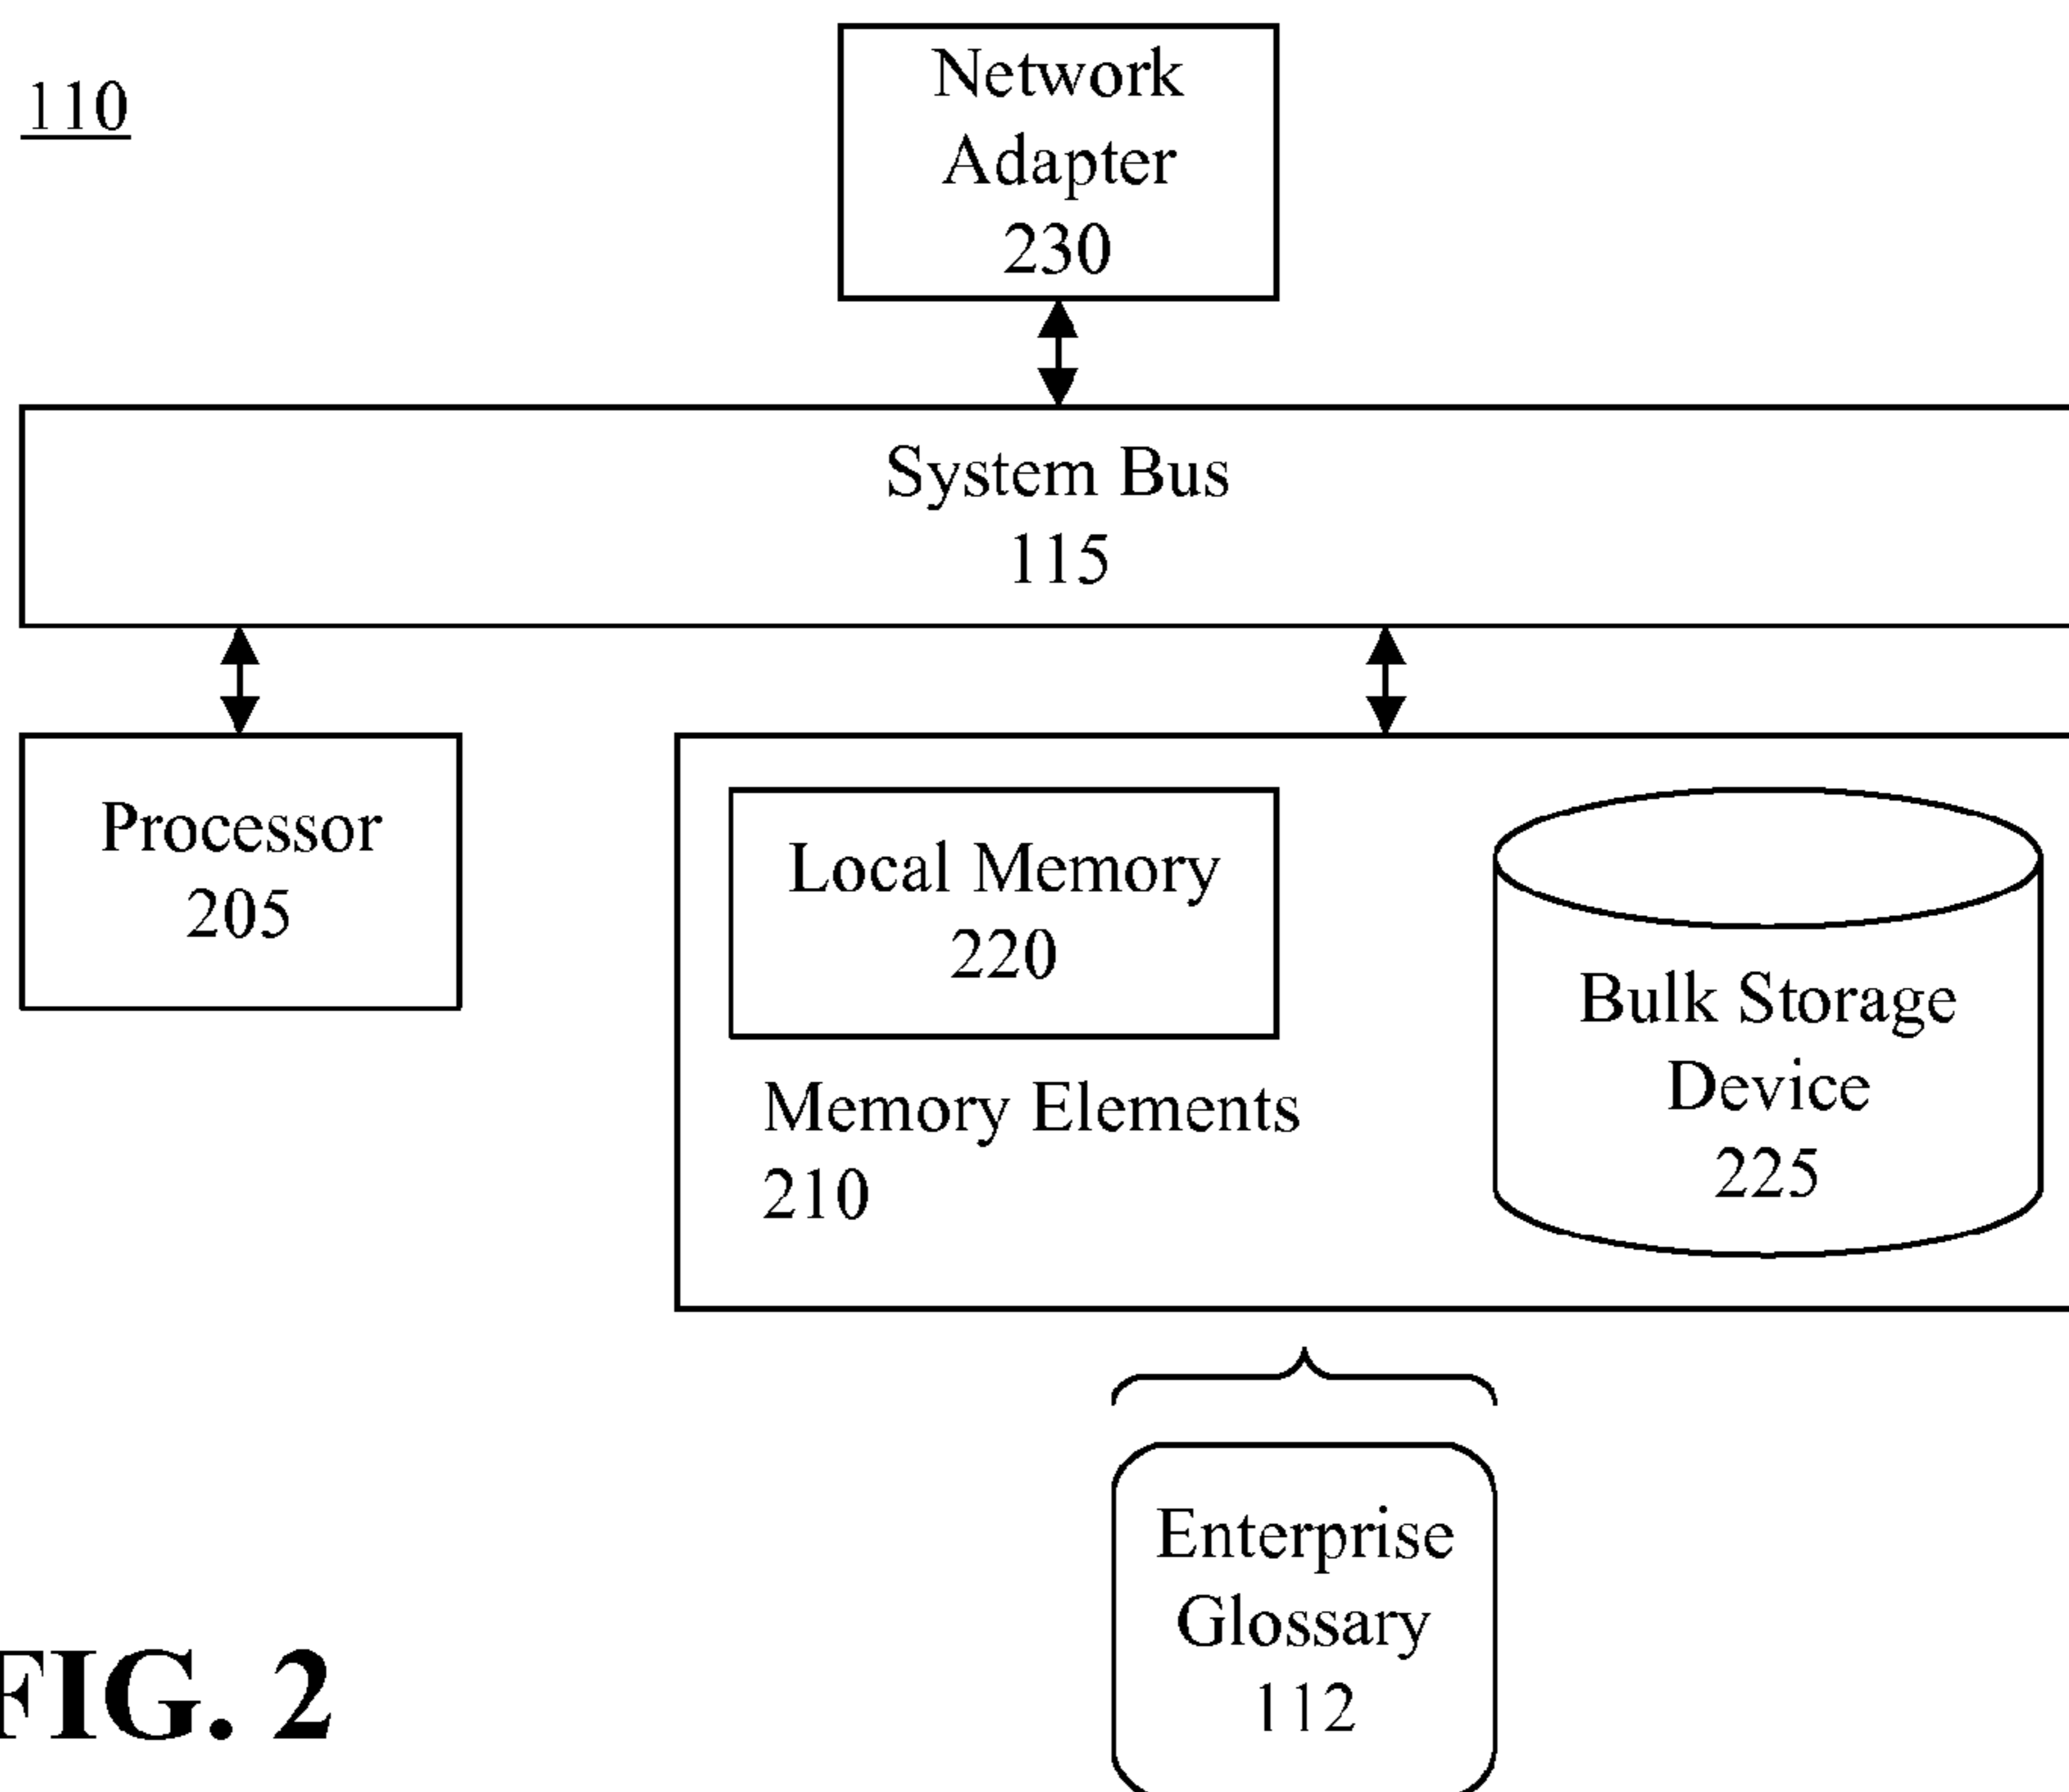 110
Network
Adapter
230
System Bus
115
Processor
205
Local Memory
220
Memory Elements
210
Bulk Storage
Device
225
Enterprise
Glossary
112
FIG. 2